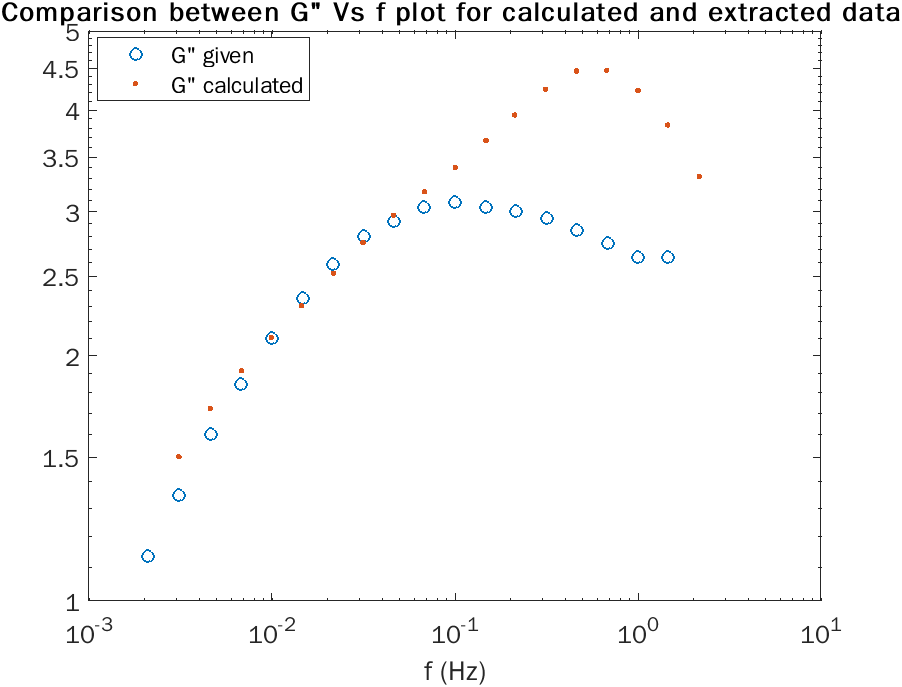 Comparison between G" Vs f plot for calculated and extracted data
G" given
G" calculated
5
4.5
4
3.5
3
2.5
2
1.5
1
10^-3 10^-2 10^-1 10^0 10^1
f (Hz)